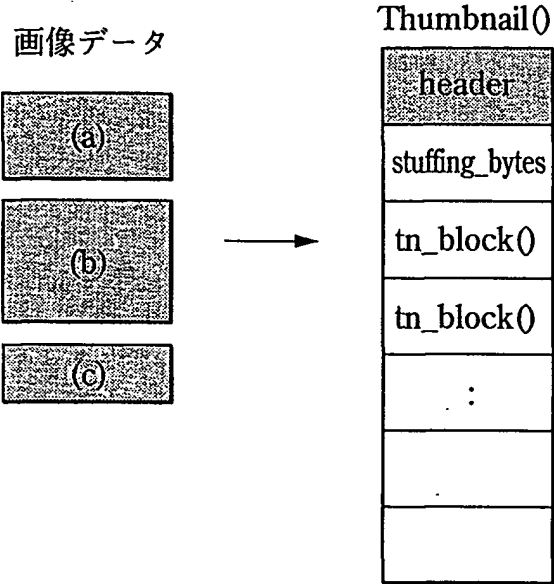 画像データ
(a)
(b)
(c)
Thumbnail()
header
stuffing_bytes
tn_block()
tn_block()
: